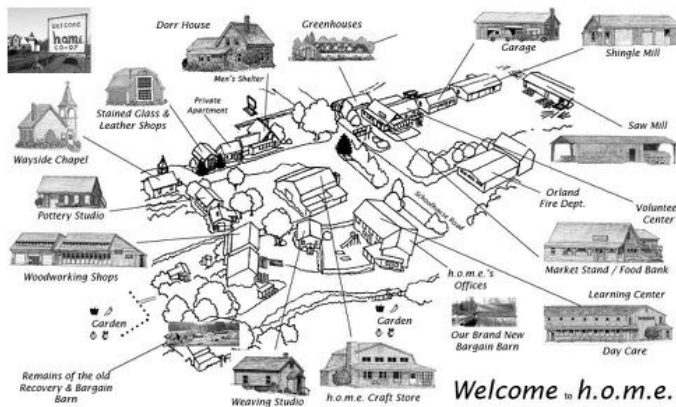 Welcome
home
CO-OP
Dorr House
Men's Shelter
Greenhouses
Garage
Shingle Mill
Stained Glass &
Leather Shops
Private
Apartment
Wayside Chapel
Saw Mill
Pottery Studio
Schoolhouse Road
Orland
Fire Dept.
Volunteer
Center
Woodworking Shops
h.o.m.e.'s
Offices
Market Stand / Food Bank
Learning Center
Garden
Garden
Our Brand New
Bargain Barn
Day Care
Remains of the old
Recovery & Bargain
Barn
Weaving Studio
h.o.m.e. Craft Store
Welcome to h.o.m.e.